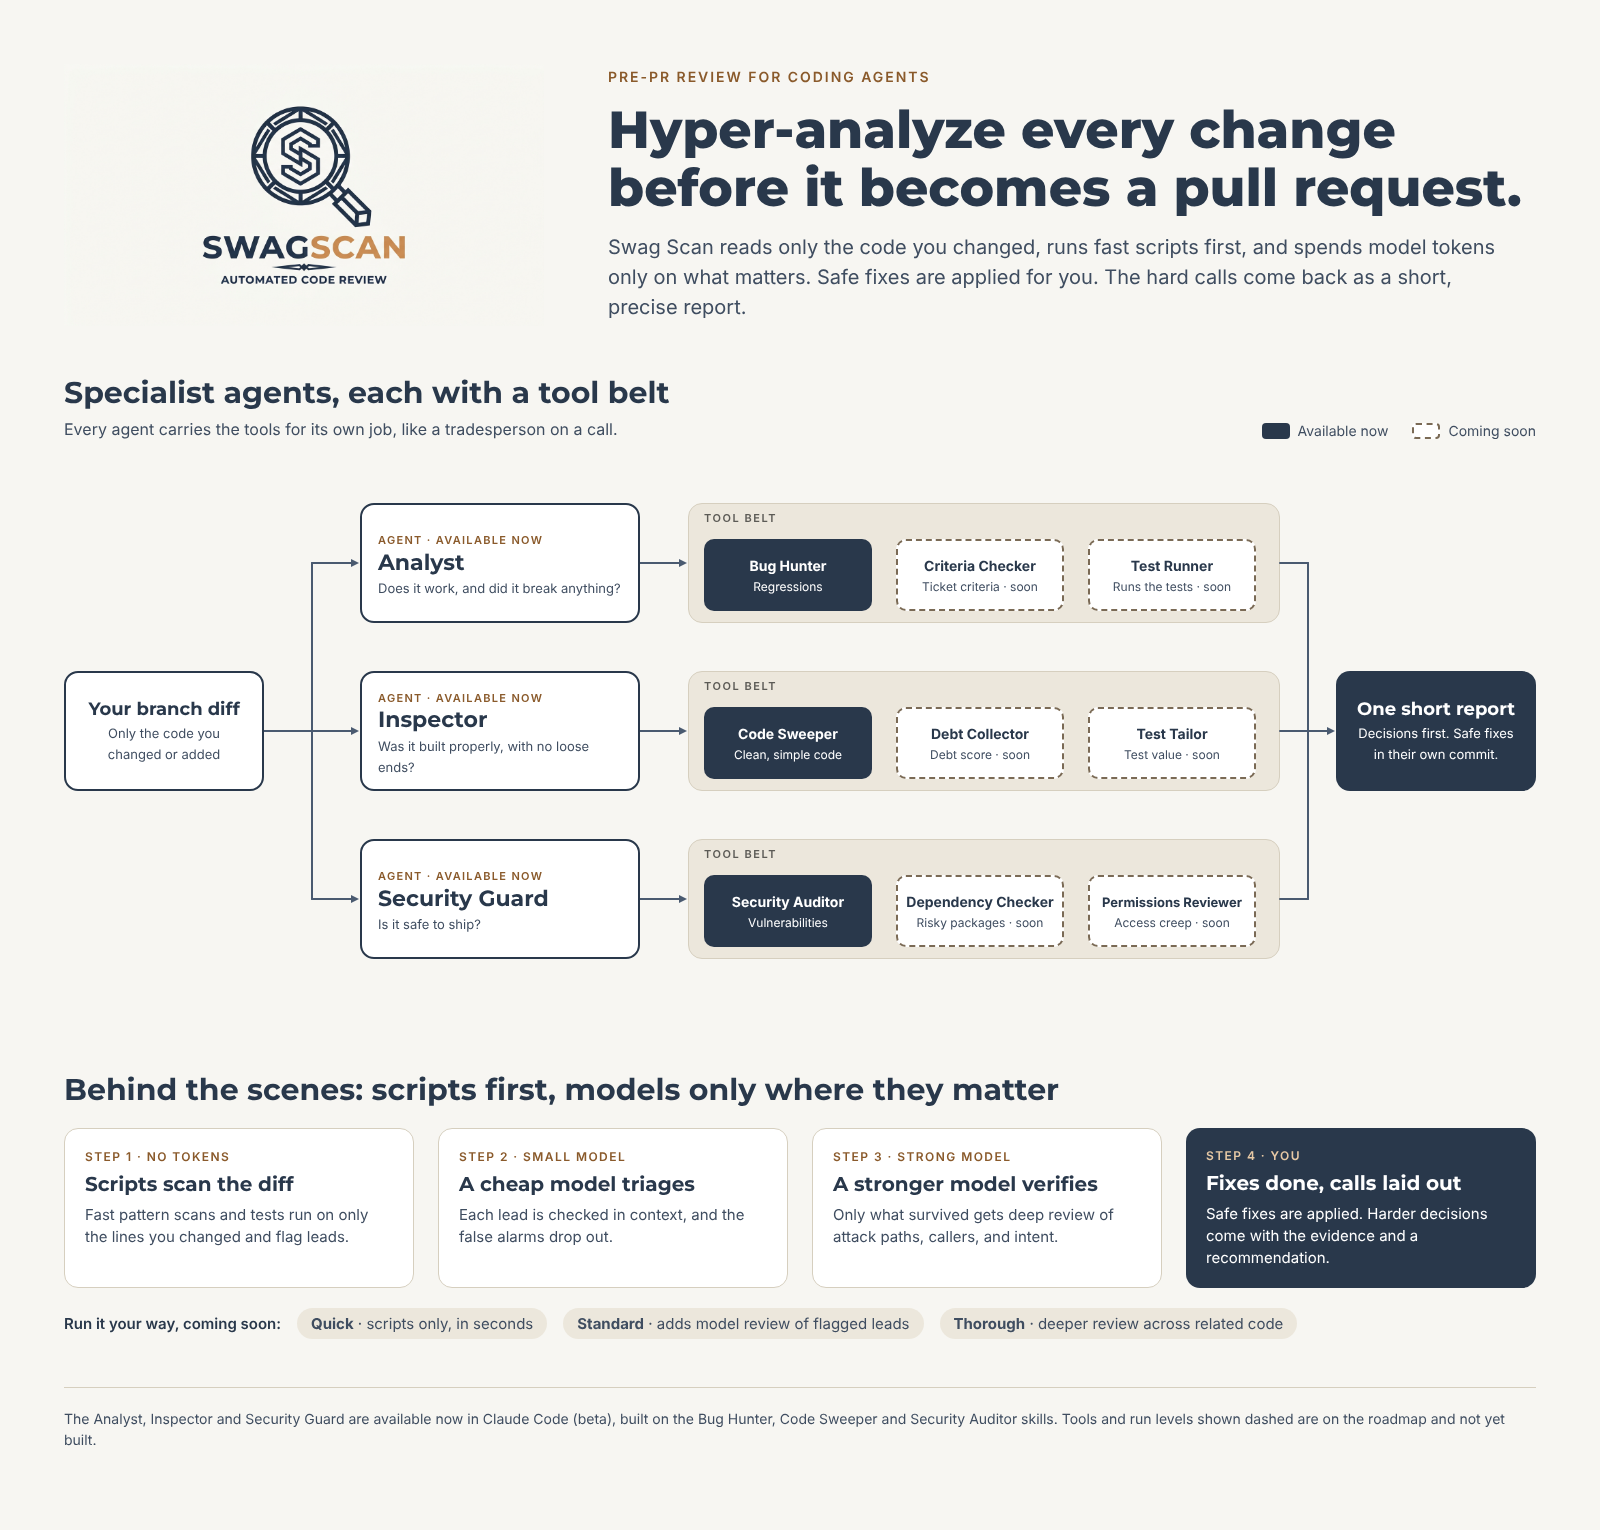 SWAGSCAN
AUTOMATED CODE REVIEW
PRE-PR REVIEW FOR CODING AGENTS
Hyper-analyze every change
before it becomes a pull request.
Swag Scan reads only the code you changed, runs fast scripts first, and spends model tokens
only on what matters. Safe fixes are applied for you. The hard calls come back as a short,
precise report.
Specialist agents, each with a tool belt
Every agent carries the tools for its own job, like a tradesperson on a call.
Available now
Coming soon
Your branch diff
Only the code you
changed or added
AGENT · AVAILABLE NOW
Analyst
Does it work, and did it break anything?
TOOL BELT
Bug Hunter
Regressions
Criteria Checker
Ticket criteria · soon
Test Runner
Runs the tests · soon
AGENT · AVAILABLE NOW
Inspector
Was it built properly, with no loose
ends?
TOOL BELT
Code Sweeper
Clean, simple code
Debt Collector
Debt score · soon
Test Tailor
Test value · soon
AGENT · AVAILABLE NOW
Security Guard
Is it safe to ship?
TOOL BELT
Security Auditor
Vulnerabilities
Dependency Checker
Risky packages · soon
Permissions Reviewer
Access creep · soon
One short report
Decisions first. Safe fixes
in their own commit.
Behind the scenes: scripts first, models only where they matter
STEP 1 · NO TOKENS
Scripts scan the diff
Fast pattern scans and tests run on only
the lines you changed and flag leads.
STEP 2 · SMALL MODEL
A cheap model triages
Each lead is checked in context, and the
false alarms drop out.
STEP 3 · STRONG MODEL
A stronger model verifies
Only what survived gets deep review of
attack paths, callers, and intent.
STEP 4 · YOU
Fixes done, calls laid out
Safe fixes are applied. Harder decisions
come with the evidence and a
recommendation.
Run it your way, coming soon:
Quick · scripts only, in seconds
Standard · adds model review of flagged leads
Thorough · deeper review across related code
The Analyst, Inspector and Security Guard are available now in Claude Code (beta), built on the Bug Hunter, Code Sweeper and Security Auditor skills. Tools and run levels shown dashed are on the roadmap and not yet
built.